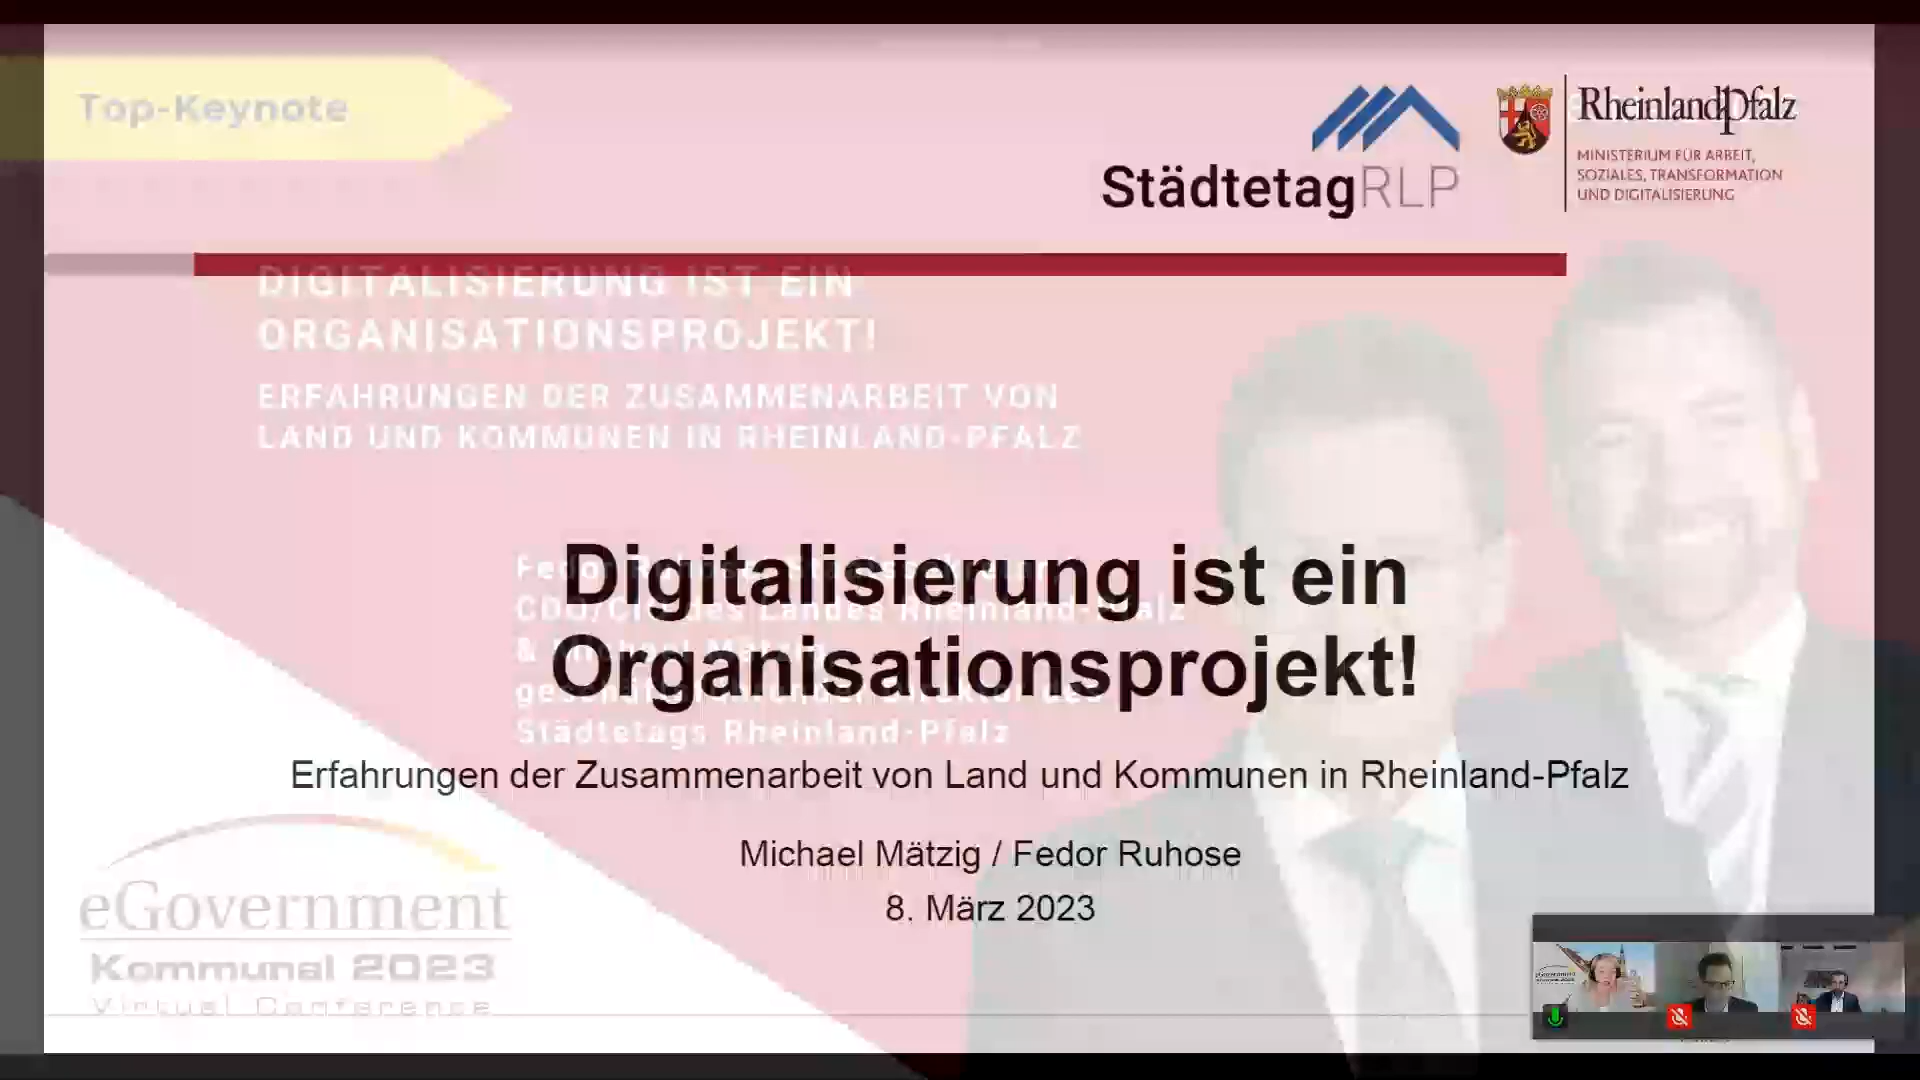 Top-Keynote
StädtetagRLP
RheinlandPfalz
MINISTERIUM FÜR ARBEIT,
SOZIALES, TRANSFORMATION
UND DIGITALISIERUNG
DIGITALISIERUNG IST EIN
ORGANISATIONSPROJEKT!
ERFAHRUNGEN DER ZUSAMMENARBEIT VON
LAND UND KOMMUNEN IN RHEINLAND-PFALZ
Digitalisierung ist ein
Organisationsprojekt!
Städtetags Rheinland-Pfalz
Erfahrungen der Zusammenarbeit von Land und Kommunen in Rheinland-Pfalz
Michael Mätzig / Fedor Ruhose
8. März 2023
eGovernment
Kommunal 2023
Virtual Conference